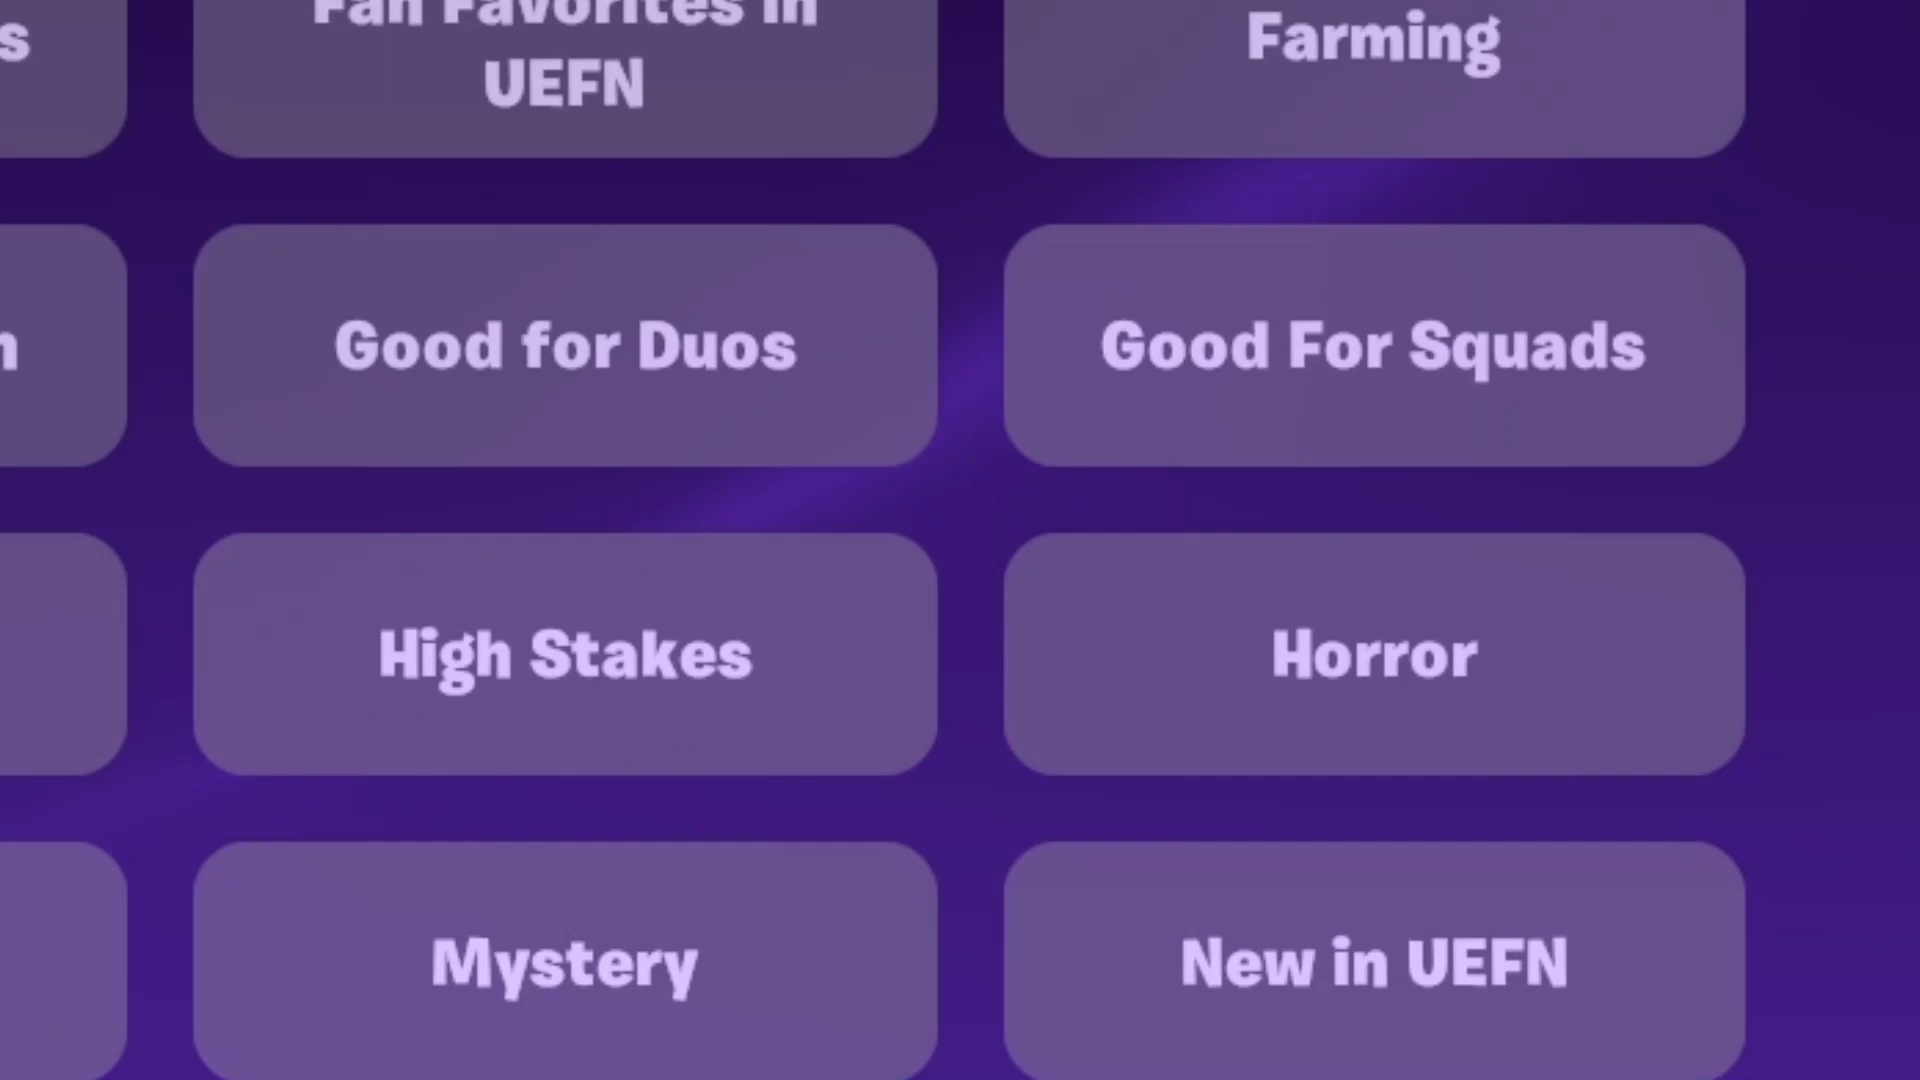 Fan Favorites in
UEFN
Farming
Good for Duos
Good For Squads
High Stakes
Horror
Mystery
New in UEFN